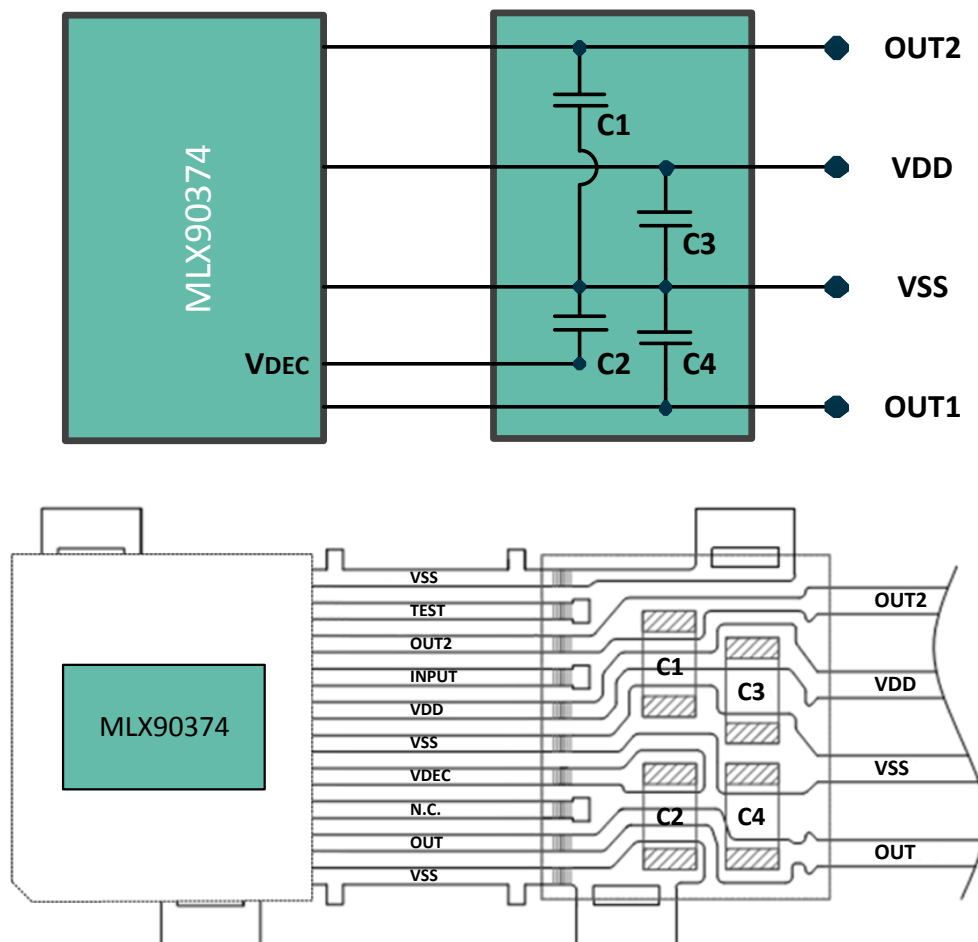 OUT2
C1
VDD
MLX90374
C3
VSS
VDEC
C2
C4
OUT1
VSS
OUT2
TEST
OUT2
C1
INPUT
C3
VDD
VDD
MLX90374
VSS
VSS
VDEC
N.C.
C2
C4
OUT
OUT
VSS